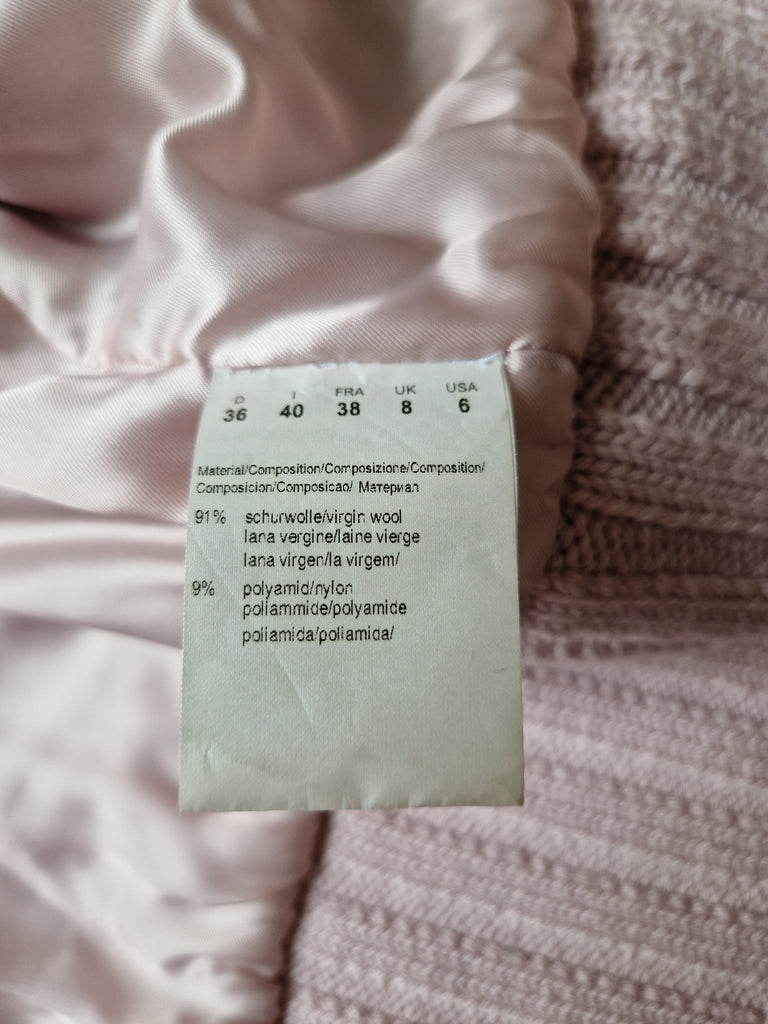 D I FRA UK USA
36 40 38 8 6
Material/Composition/Composizione/Composition/
Composicion/Composicao/ Материал
91% schurwolle/virgin wool
lana vergine/laine vierge
lana virgen/la virgem/
9% polyamid/nylon
poliammide/polyamide
poliamida/poliamida/